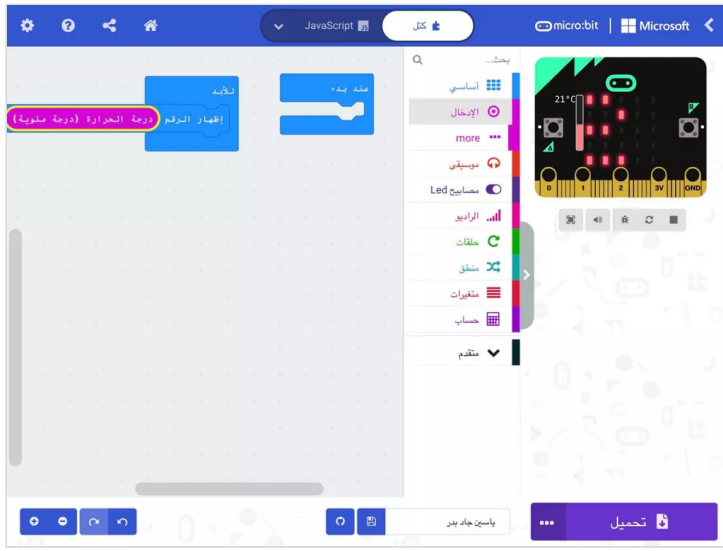 micro:bit | Microsoft
كتل
JavaScript
بحث...
أساسي
الإدخال
more
موسيقى
مصابيح Led
الراديو
حلقات
منطق
متغيرات
حساب
متقدم
عند بدء
للأبد
إظهار الرقم درجة الحرارة (درجة مئوية)
21°C
A
B
0 1 2 3V GND
ياسين جاد بدر
تحميل